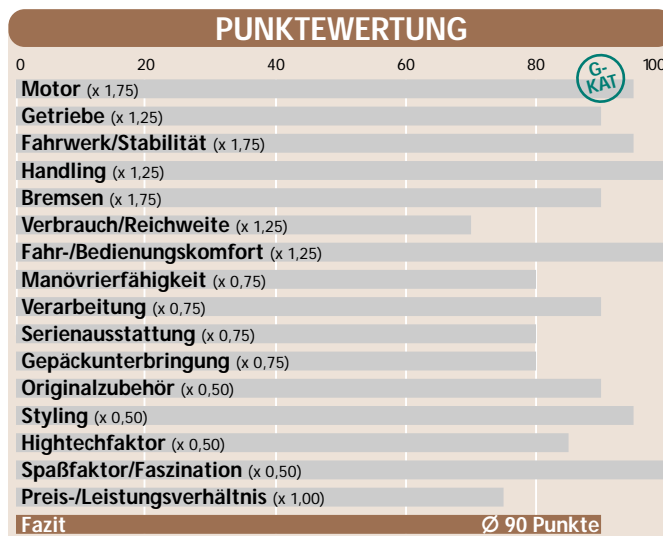 PUNKTEWERTUNG
0 20 40 60 80 100
G-
KAT
Motor (x 1,75)
Getriebe (x 1,25)
Fahrwerk/Stabilität (x 1,75)
Handling (x 1,25)
Bremsen (x 1,75)
Verbrauch/Reichweite (x 1,25)
Fahr-/Bedienungskomfort (x 1,25)
Manövrierfähigkeit (x 0,75)
Verarbeitung (x 0,75)
Serienausstattung (x 0,75)
Gepäckunterbringung (x 0,75)
Originalzubehör (x 0,50)
Styling (x 0,50)
Hightechfaktor (x 0,50)
Spaßfaktor/Faszination (x 0,50)
Preis-/Leistungsverhältnis (x 1,00)
Fazit Ø 90 Punkte